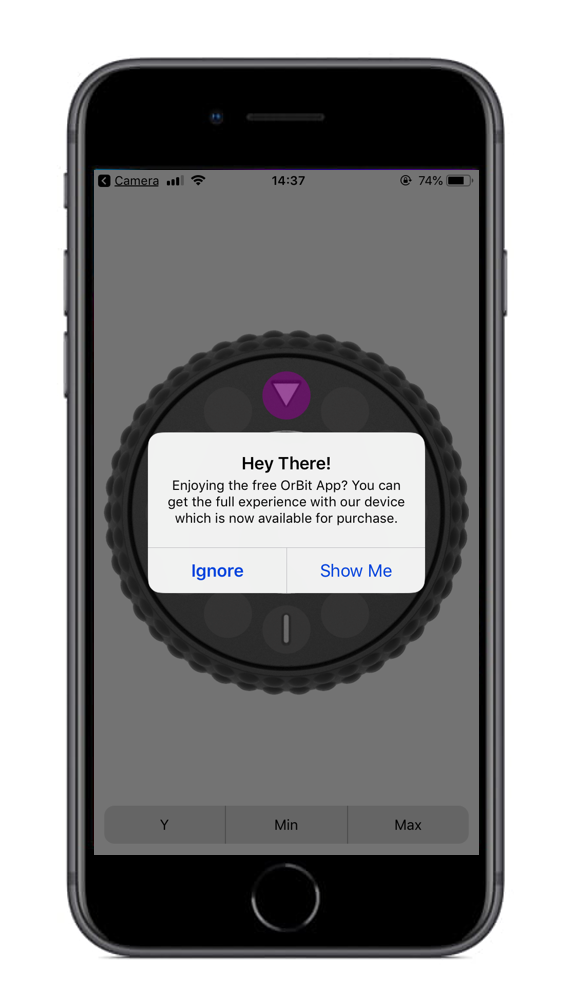 Camera 14:37 74%
Hey There!
Enjoying the free OrBit App? You can
get the full experience with our device
which is now available for purchase.
Ignore Show Me
Y Min Max